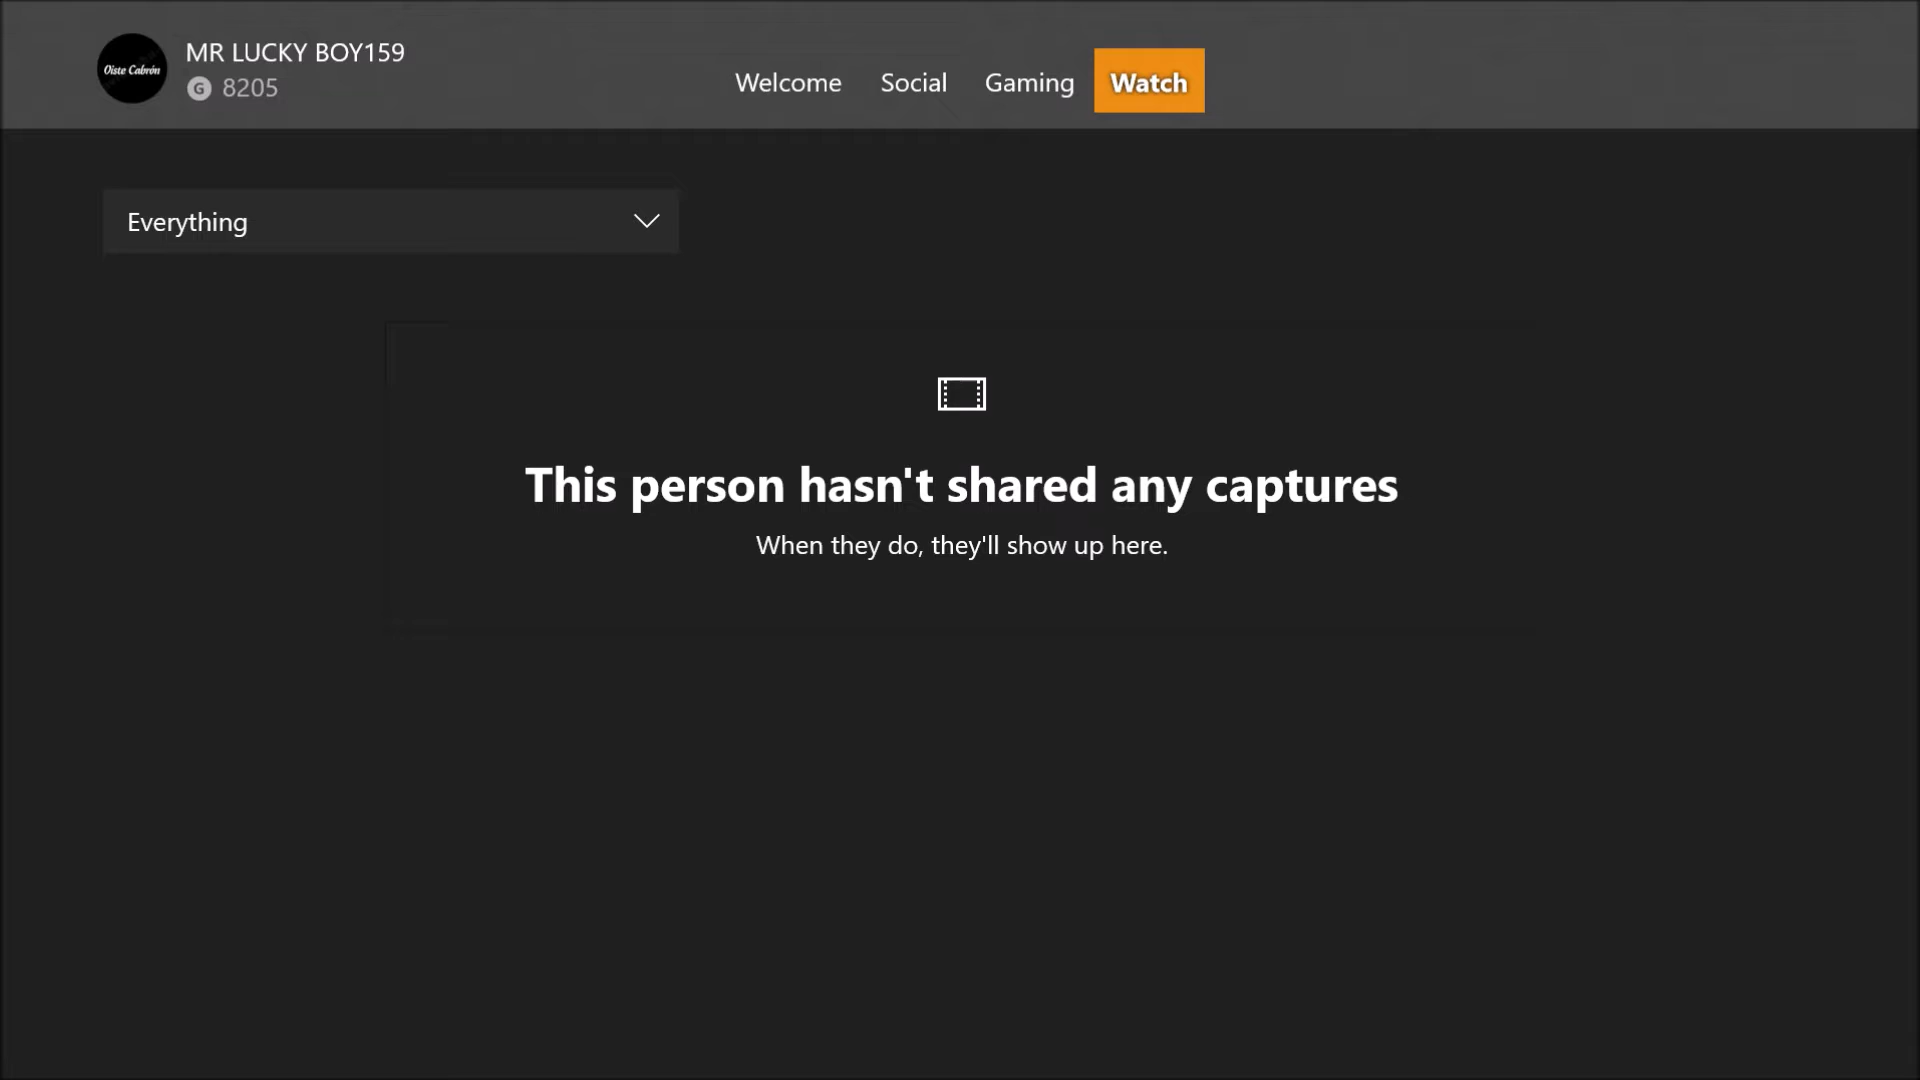 MR LUCKY BOY159
Oiste Cabrón
G 8205
Welcome Social Gaming Watch
Everything
This person hasn't shared any captures
When they do, they'll show up here.